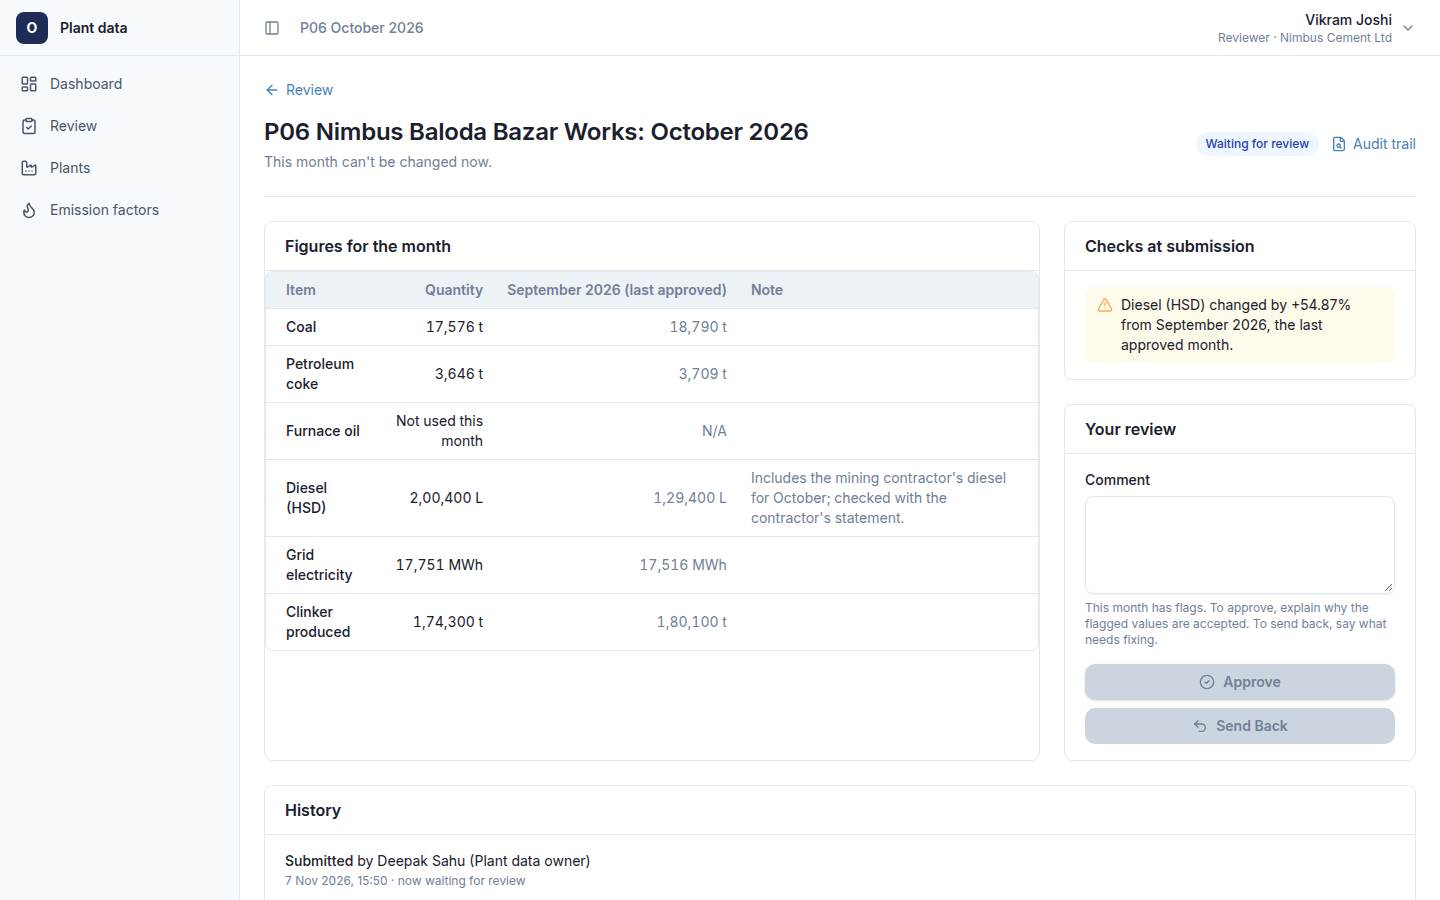 O Plant data
Dashboard
Review
Plants
Emission factors
P06 October 2026
Vikram Joshi
Reviewer · Nimbus Cement Ltd
Review
P06 Nimbus Baloda Bazar Works: October 2026
This month can't be changed now.
Waiting for review
Audit trail
Figures for the month
Item Quantity September 2026 (last approved) Note
Coal 17,576 t 18,790 t
Petroleum
coke
3,646 t 3,709 t
Furnace oil
Not used this
month
N/A
Diesel
(HSD)
2,00,400 L 1,29,400 L
Includes the mining contractor's diesel
for October; checked with the
contractor's statement.
Grid
electricity
17,751 MWh 17,516 MWh
Clinker
produced
1,74,300 t 1,80,100 t
Checks at submission
Diesel (HSD) changed by +54.87%
from September 2026, the last
approved month.
Your review
Comment
This month has flags. To approve, explain why the
flagged values are accepted. To send back, say what
needs fixing.
Approve
Send Back
History
Submitted by Deepak Sahu (Plant data owner)
7 Nov 2026, 15:50 · now waiting for review